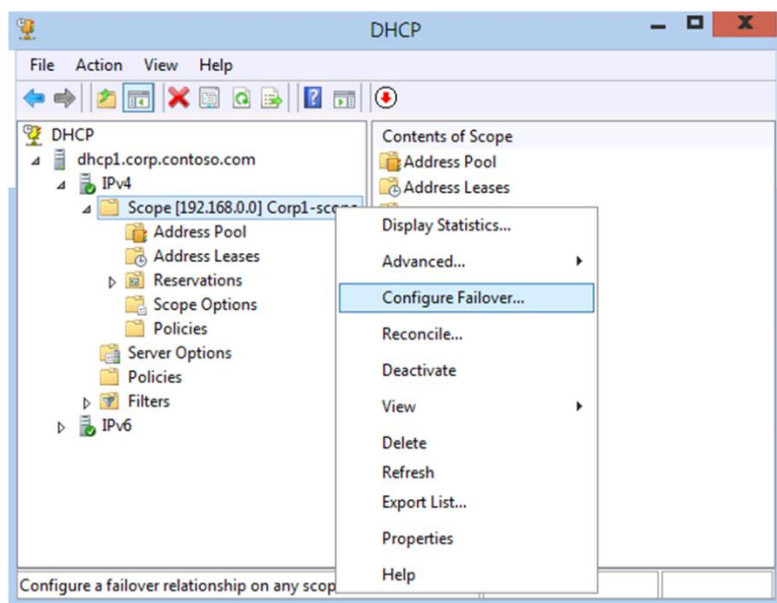 DHCP
File Action View Help
DHCP
dhcp1.corp.contoso.com
IPv4
Scope [192.168.0.0] Corp1-scope
Address Pool
Address Leases
Reservations
Scope Options
Policies
Server Options
Policies
Filters
IPv6
Contents of Scope
Address Pool
Address Leases
Display Statistics...
Advanced...
Configure Failover...
Reconcile...
Deactivate
View
Delete
Refresh
Export List...
Properties
Help
Configure a failover relationship on any scop